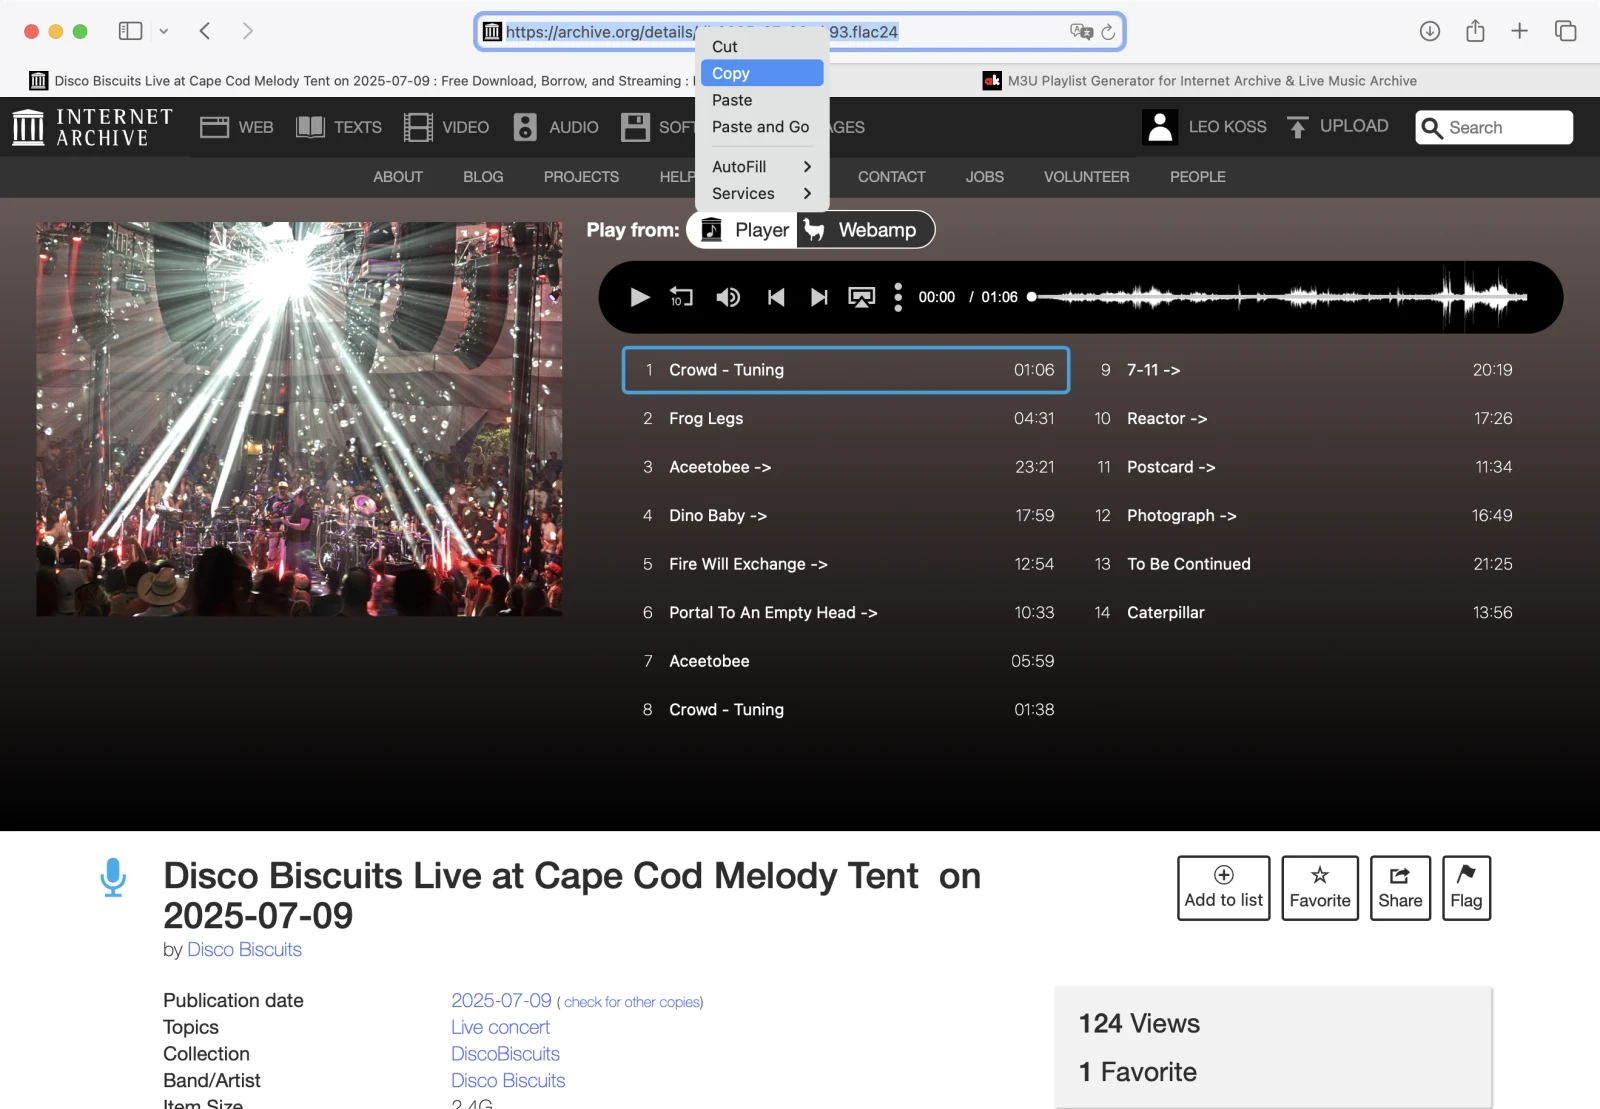 https://archive.org/details/ 93.flac24
Cut
Copy
Paste
Paste and Go
AutoFill
Services
Disco Biscuits Live at Cape Cod Melody Tent on 2025-07-09 : Free Download, Borrow, and Streaming :
ak M3U Playlist Generator for Internet Archive & Live Music Archive
INTERNET
ARCHIVE
WEB TEXTS VIDEO AUDIO LEO KOSS UPLOAD Search
ABOUT BLOG PROJECTS HELP CONTACT JOBS VOLUNTEER PEOPLE
Play from: Player Webamp
10 00:00 / 01:06
1 Crowd - Tuning 01:06
2 Frog Legs 04:31
3 Aceetobee -> 23:21
4 Dino Baby -> 17:59
5 Fire Will Exchange -> 12:54
6 Portal To An Empty Head -> 10:33
7 Aceetobee 05:59
8 Crowd - Tuning 01:38
9 7-11 -> 20:19
10 Reactor -> 17:26
11 Postcard -> 11:34
12 Photograph -> 16:49
13 To Be Continued 21:25
14 Caterpillar 13:56
Disco Biscuits Live at Cape Cod Melody Tent on
2025-07-09
by Disco Biscuits
Add to list
Favorite
Share
Flag
Publication date 2025-07-09 ( check for other copies)
Topics Live concert
Collection DiscoBiscuits
Band/Artist Disco Biscuits
Item Size 2.4G
124 Views
1 Favorite